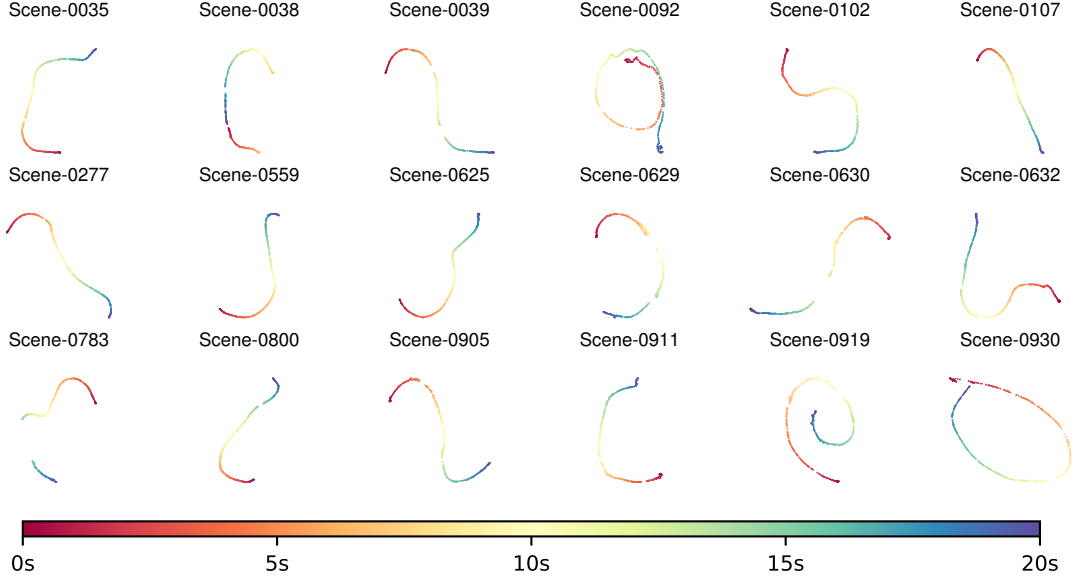 Scene-0035 Scene-0038 Scene-0039 Scene-0092 Scene-0102 Scene-0107
Scene-0277 Scene-0559 Scene-0625 Scene-0629 Scene-0630 Scene-0632
Scene-0783 Scene-0800 Scene-0905 Scene-0911 Scene-0919 Scene-0930
0s 5s 10s 15s 20s